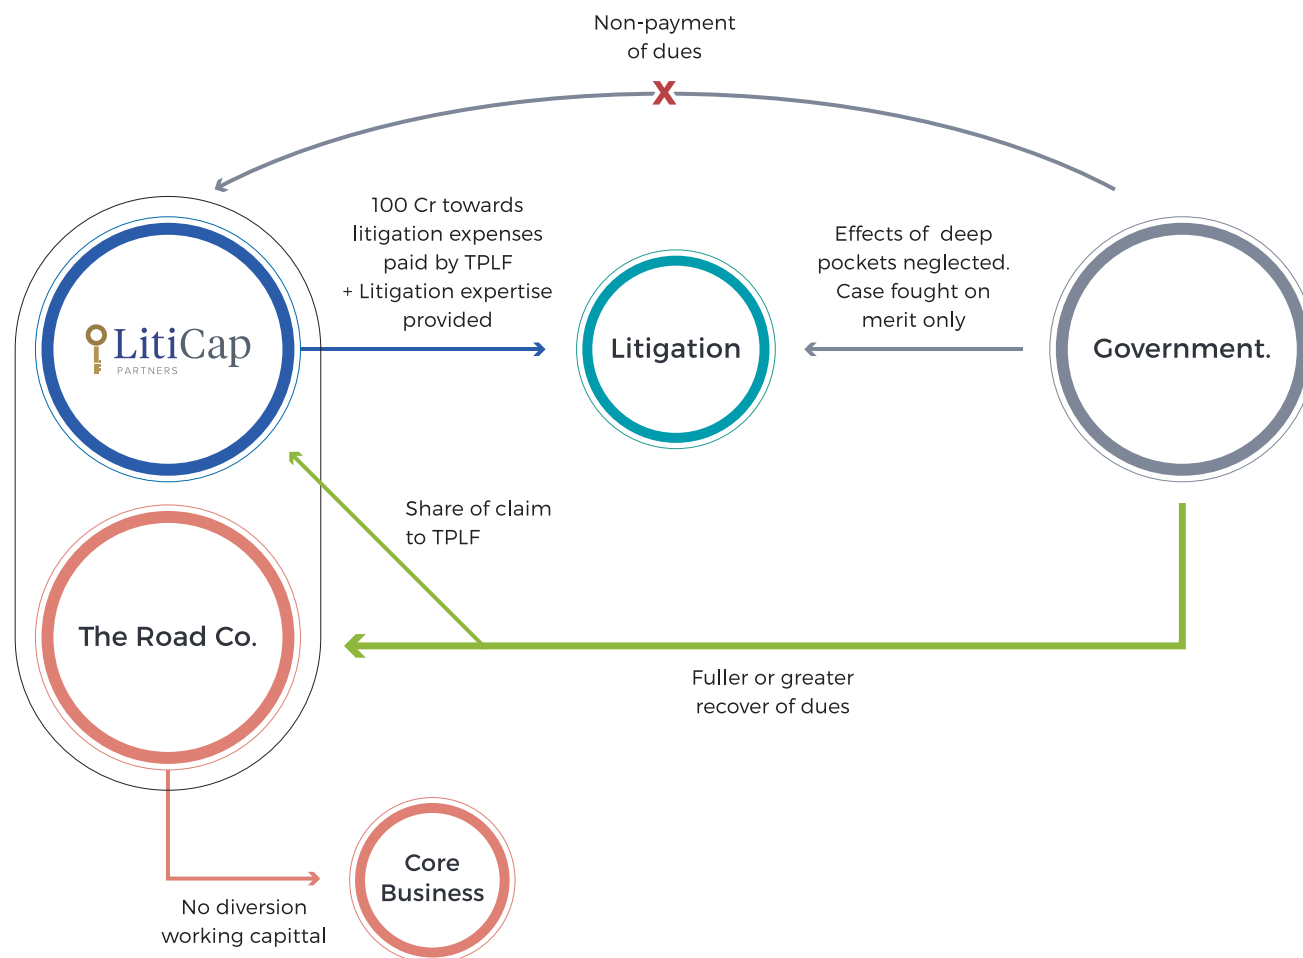 Non-payment
of dues
X
100 Cr towards
litigation expenses
paid by TPLF
+ Litigation expertise
provided
Effects of deep
pockets neglected.
Case fought on
merit only
LitiCap
PARTNERS
Litigation
Government.
Share of claim
to TPLF
The Road Co.
Fuller or greater
recover of dues
Core
Business
No diversion
working capittal